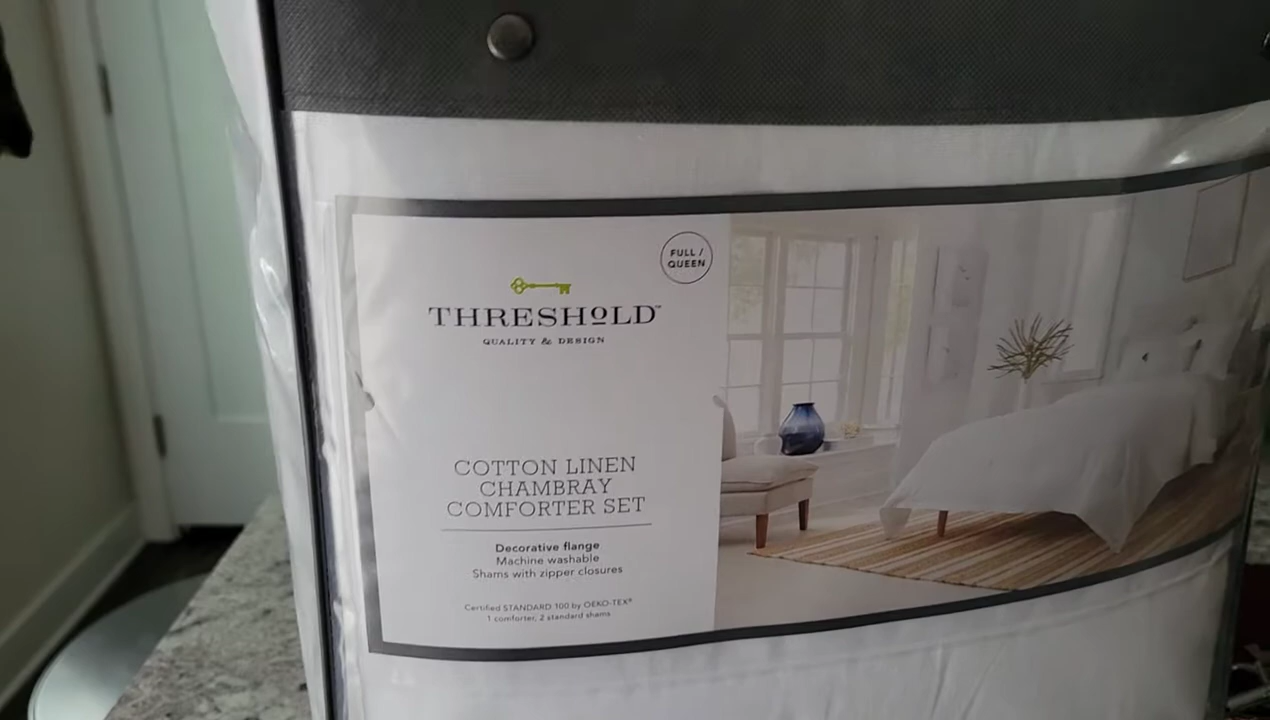 FULL /
QUEEN
THRESHOLD™
QUALITY & DESIGN
COTTON LINEN
CHAMBRAY
COMFORTER SET
Decorative flange
Machine washable
Shams with zipper closures
Certified STANDARD 100 by OEKO-TEX®
1 comforter, 2 standard shams